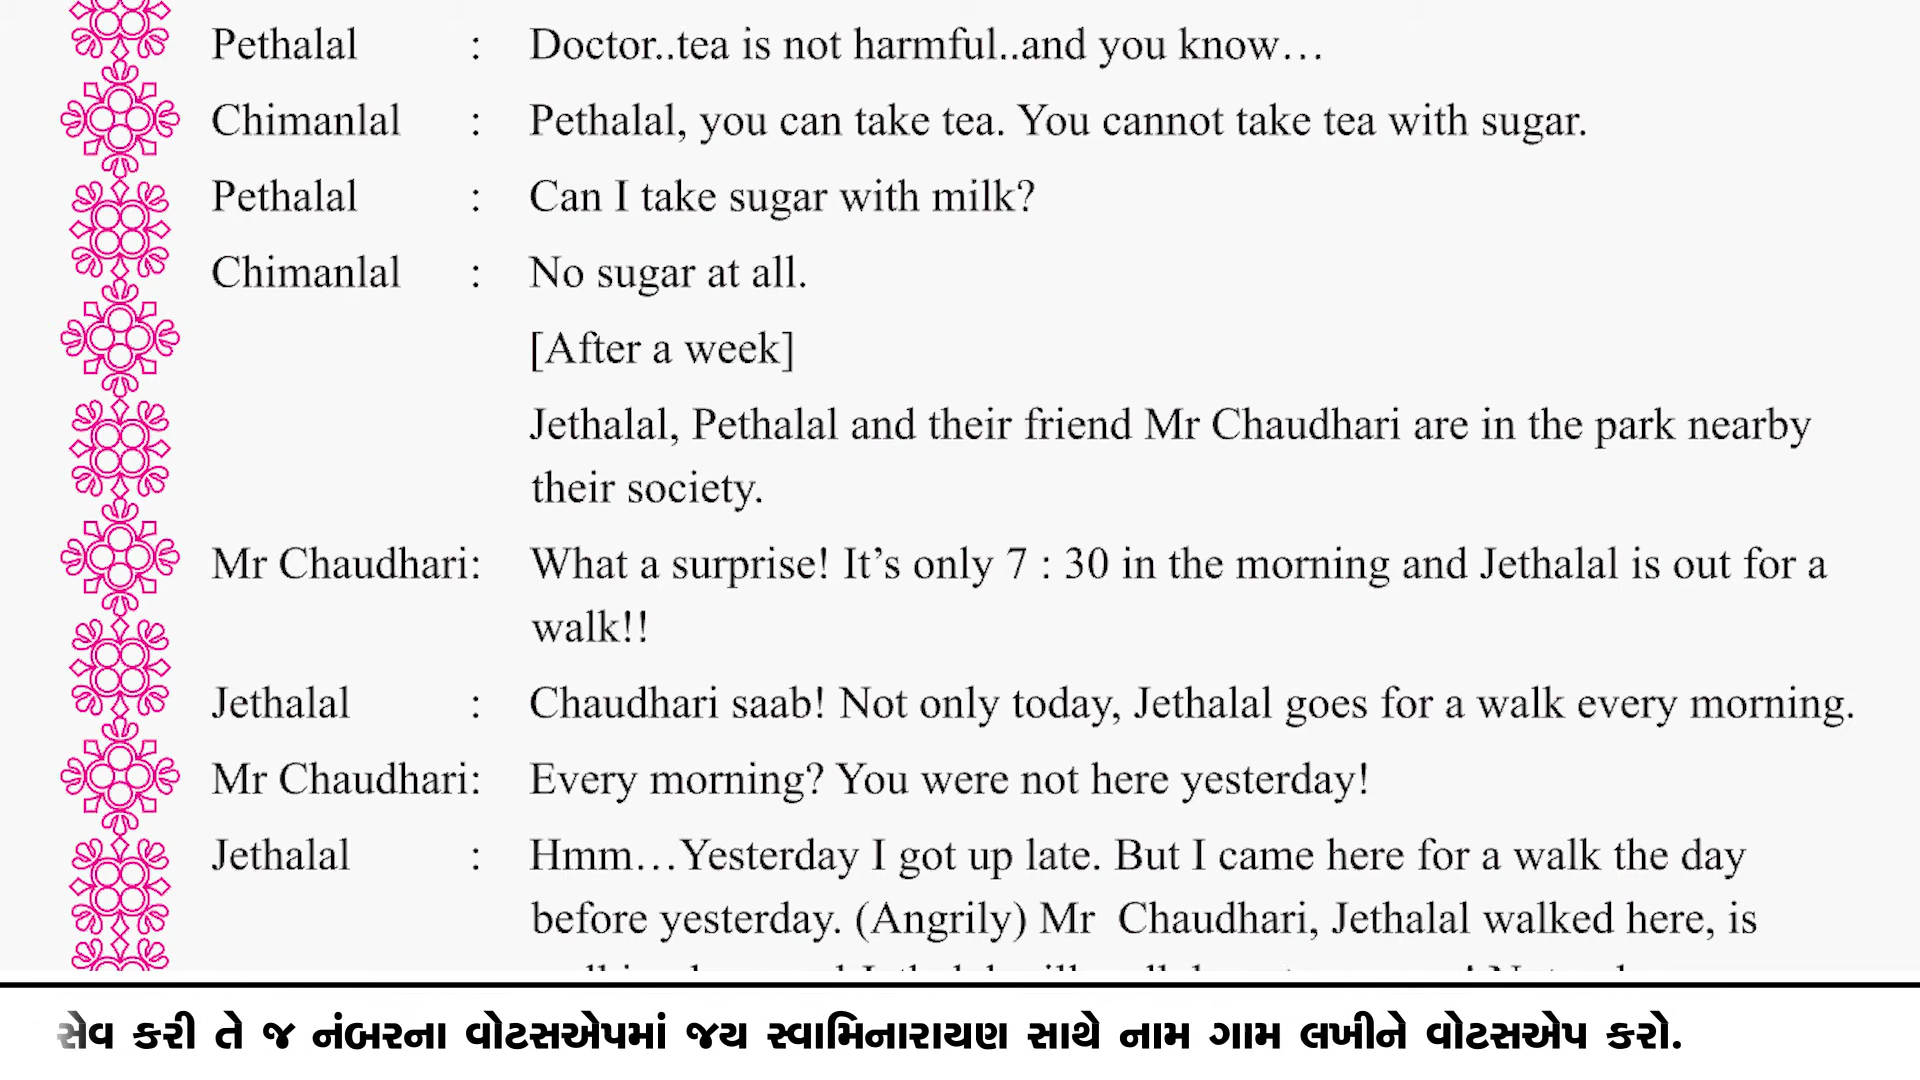 Pethalal : Doctor..tea is not harmful..and you know…
Chimanlal : Pethalal, you can take tea. You cannot take tea with sugar.
Pethalal : Can I take sugar with milk?
Chimanlal : No sugar at all.
[After a week]
Jethalal, Pethalal and their friend Mr Chaudhari are in the park nearby
their society.
Mr Chaudhari: What a surprise! It’s only 7 : 30 in the morning and Jethalal is out for a
walk!!
Jethalal : Chaudhari saab! Not only today, Jethalal goes for a walk every morning.
Mr Chaudhari: Every morning? You were not here yesterday!
Jethalal : Hmm…Yesterday I got up late. But I came here for a walk the day
before yesterday. (Angrily) Mr Chaudhari, Jethalal walked here, is
સેવ કરી તે જ નંબરના વોટસએપમાં જય સ્વામિનારાયણ સાથે નામ ગામ લખીને વોટસએપ કરો.